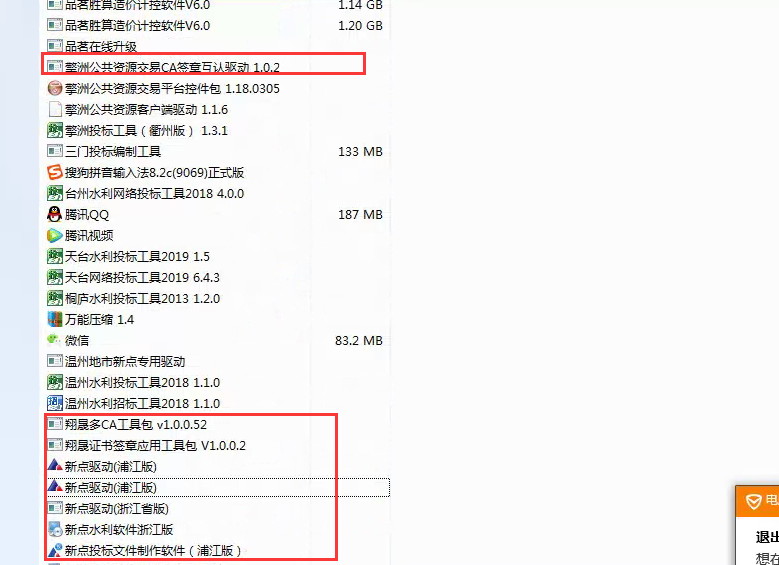 品茗胜算造价计控软件V6.0 1.14 GB
品茗胜算造价计控软件V6.0 1.20 GB
品茗在线升级
擎洲公共资源交易CA签章互认驱动 1.0.2
擎洲公共资源交易平台控件包 1.18.0305
擎洲公共资源客户端驱动 1.1.6
擎洲投标工具（衢州版） 1.3.1
三门投标编制工具 133 MB
搜狗拼音输入法8.2c(9069)正式版
台州水利网络投标工具2018 4.0.0
腾讯QQ 187 MB
腾讯视频
天台水利投标工具2019 1.5
天台网络投标工具2019 6.4.3
桐庐水利投标工具2013 1.2.0
万能压缩 1.4
微信 83.2 MB
温州地市新点专用驱动
温州水利投标工具2018 1.1.0
温州水利招标工具2018 1.1.0
翔晟多CA工具包 v1.0.0.52
翔晟证书签章应用工具包 V1.0.0.2
新点驱动(浦江版)
新点驱动(浦江版)
新点驱动(浙江省版)
新点水利软件浙江版
新点投标文件制作软件（浦江版）
电
退出
想在